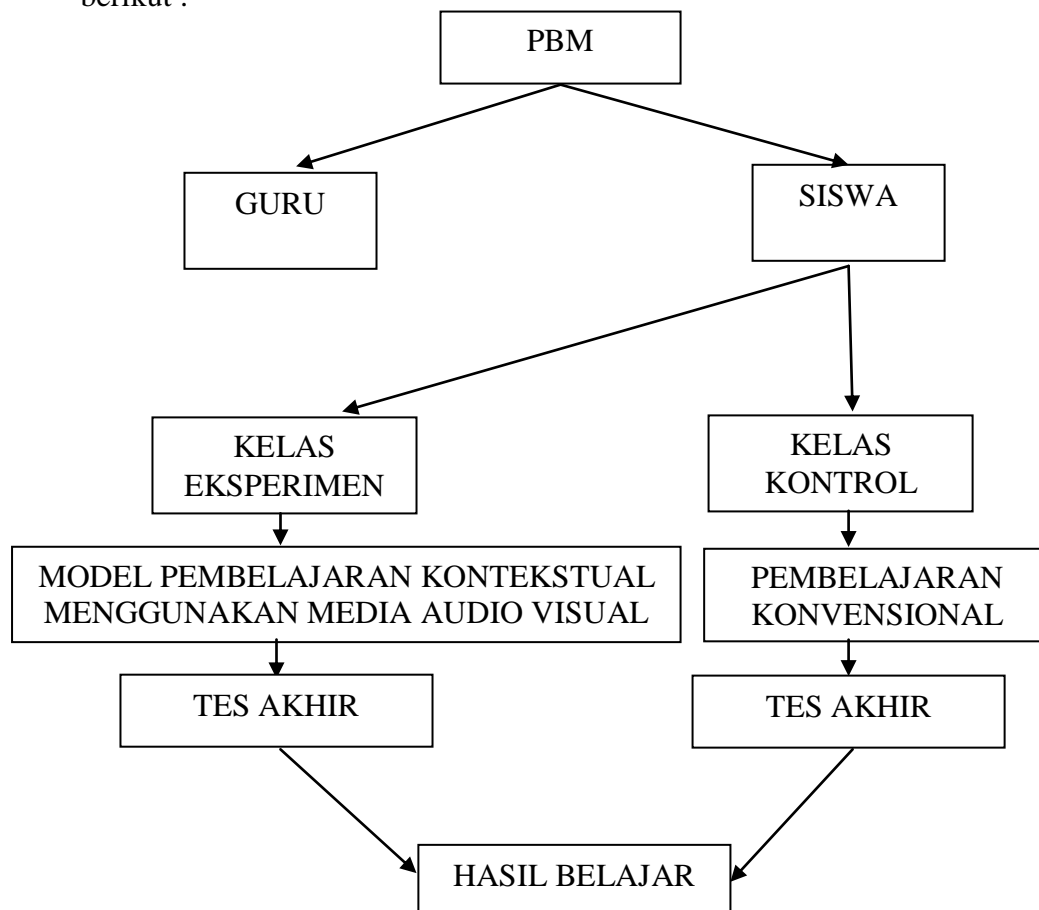 berikut :
PBM
GURU
SISWA
KELAS
EKSPERIMEN
KELAS
KONTROL
MODEL PEMBELAJARAN KONTEKSTUAL
MENGGUNAKAN MEDIA AUDIO VISUAL
PEMBELAJARAN
KONVENSIONAL
TES AKHIR
TES AKHIR
HASIL BELAJAR